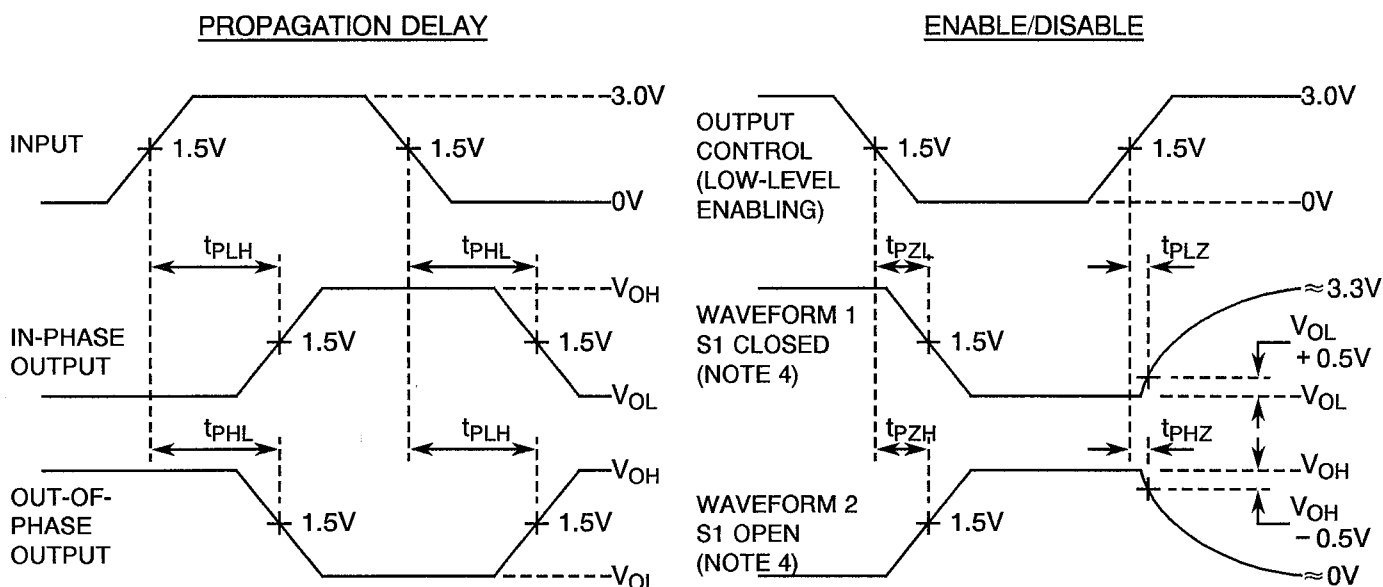 PROPAGATION DELAY
INPUT
1.5V
1.5V
3.0V
0V
tPLH
tPHL
IN-PHASE
OUTPUT
1.5V
1.5V
VOH
VOL
tPHL
tPLH
OUT-OF-
PHASE
OUTPUT
1.5V
1.5V
VOH
VOL
ENABLE/DISABLE
OUTPUT
CONTROL
(LOW-LEVEL
ENABLING)
1.5V
1.5V
3.0V
0V
tPZL
tPLZ
WAVEFORM 1
S1 CLOSED
(NOTE 4)
1.5V
≈3.3V
VOL
+0.5V
VOL
tPZH
tPHZ
WAVEFORM 2
S1 OPEN
(NOTE 4)
1.5V
VOH
VOH
−0.5V
≈0V